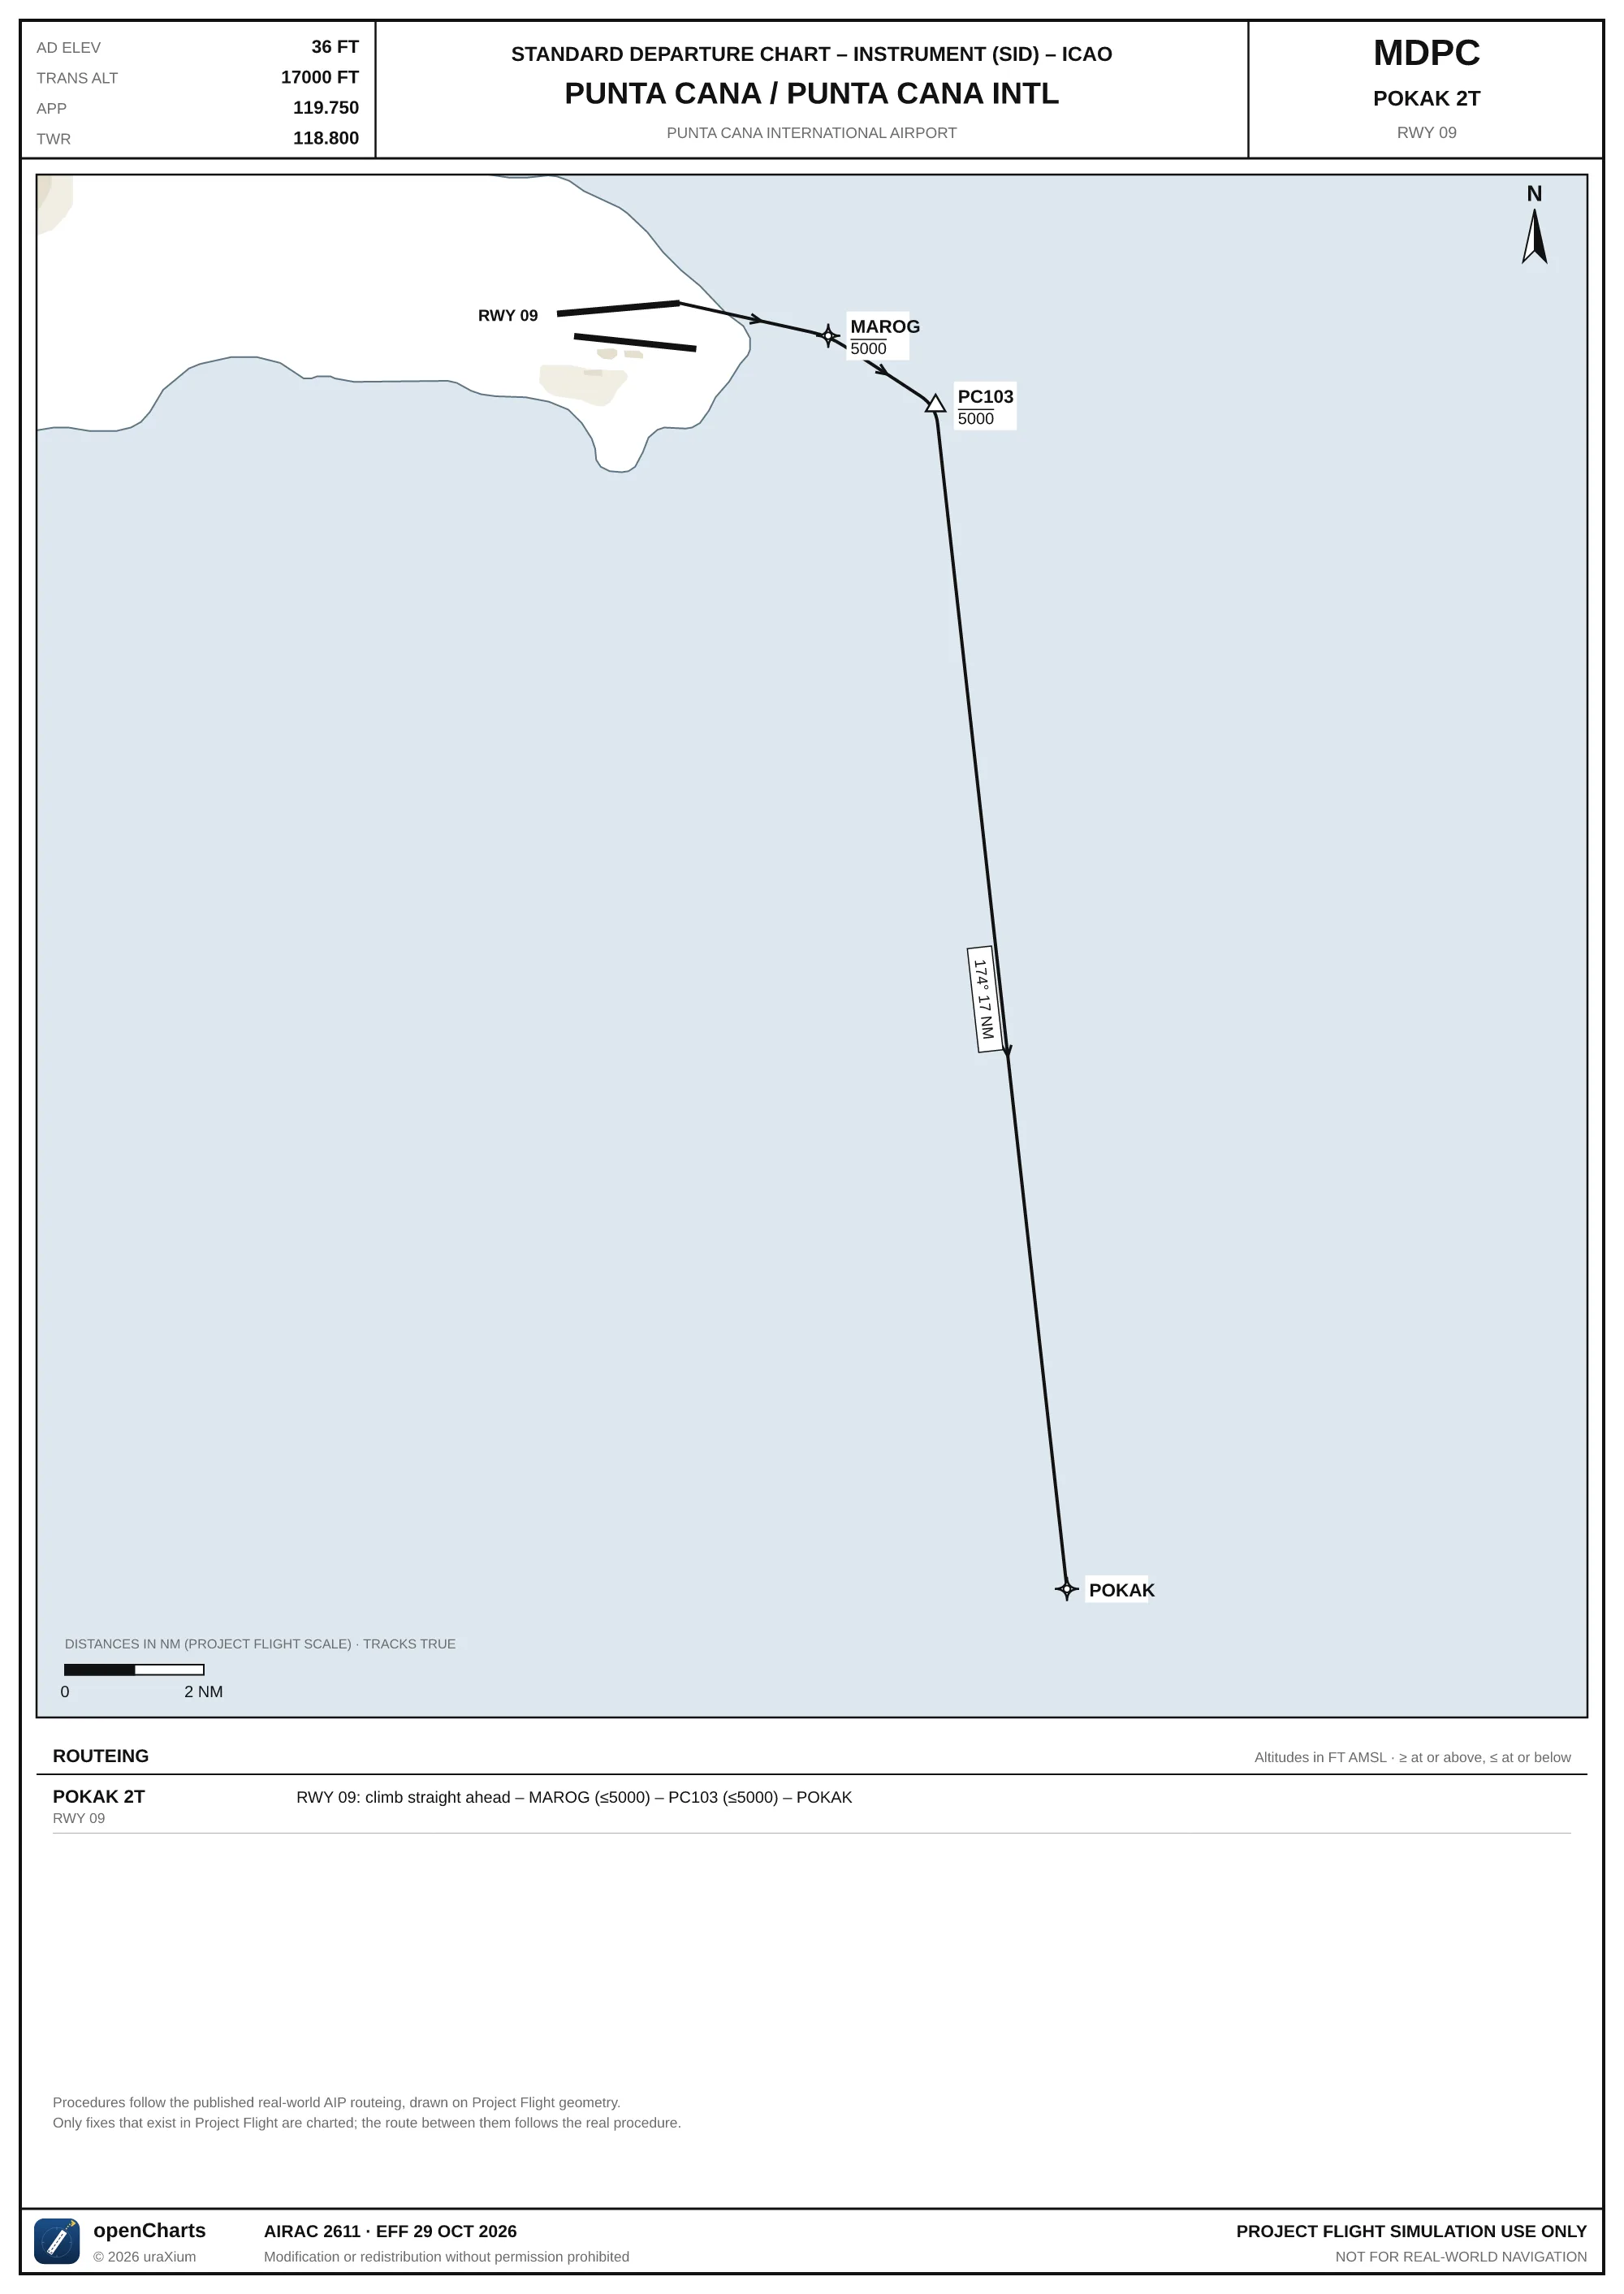 AD ELEV 36 FT
TRANS ALT 17000 FT
APP 119.750
TWR 118.800
STANDARD DEPARTURE CHART – INSTRUMENT (SID) – ICAO
PUNTA CANA / PUNTA CANA INTL
PUNTA CANA INTERNATIONAL AIRPORT
MDPC
POKAK 2T
RWY 09
N
RWY 09
MAROG
5000
PC103
5000
174° 17 NM
POKAK
DISTANCES IN NM (PROJECT FLIGHT SCALE) · TRACKS TRUE
0 2 NM
ROUTEING
Altitudes in FT AMSL · ≥ at or above, ≤ at or below
POKAK 2T
RWY 09: climb straight ahead – MAROG (≤5000) – PC103 (≤5000) – POKAK
RWY 09
Procedures follow the published real-world AIP routeing, drawn on Project Flight geometry.
Only fixes that exist in Project Flight are charted; the route between them follows the real procedure.
openCharts
© 2026 uraXium
AIRAC 2611 · EFF 29 OCT 2026
Modification or redistribution without permission prohibited
PROJECT FLIGHT SIMULATION USE ONLY
NOT FOR REAL-WORLD NAVIGATION